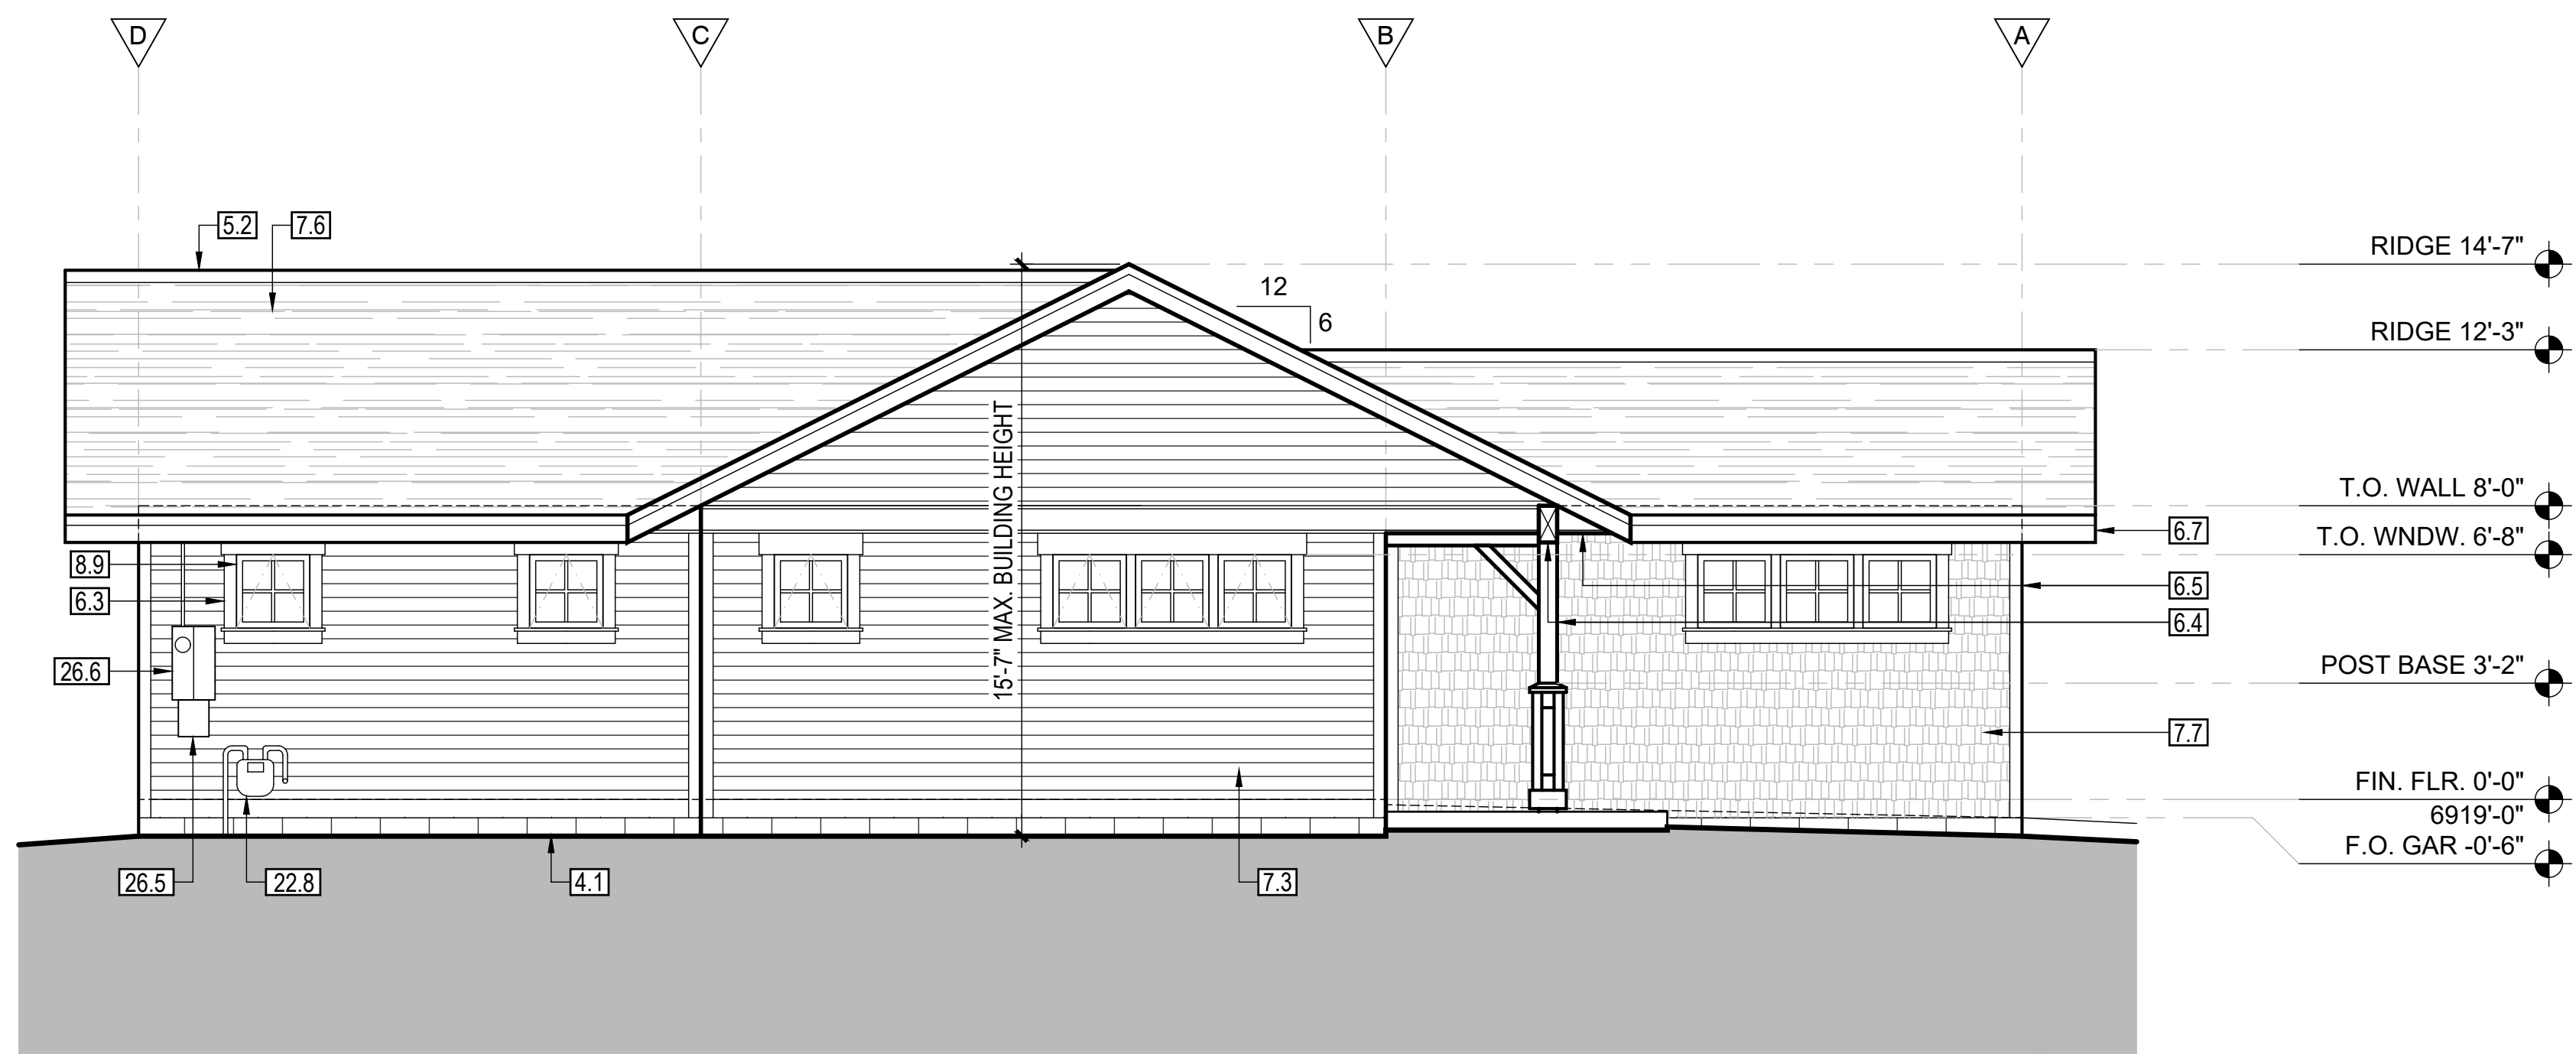 D
C
B
A
5.2
7.6
12
6
RIDGE 14'-7"
RIDGE 12'-3"
T.O. WALL 8'-0"
T.O. WNDW. 6'-8"
POST BASE 3'-2"
FIN. FLR. 0'-0"
6919'-0"
F.O. GAR -0'-6"
15'-7" MAX. BUILDING HEIGHT
8.9
6.3
26.6
6.7
6.5
6.4
7.7
26.5
22.8
4.1
7.3